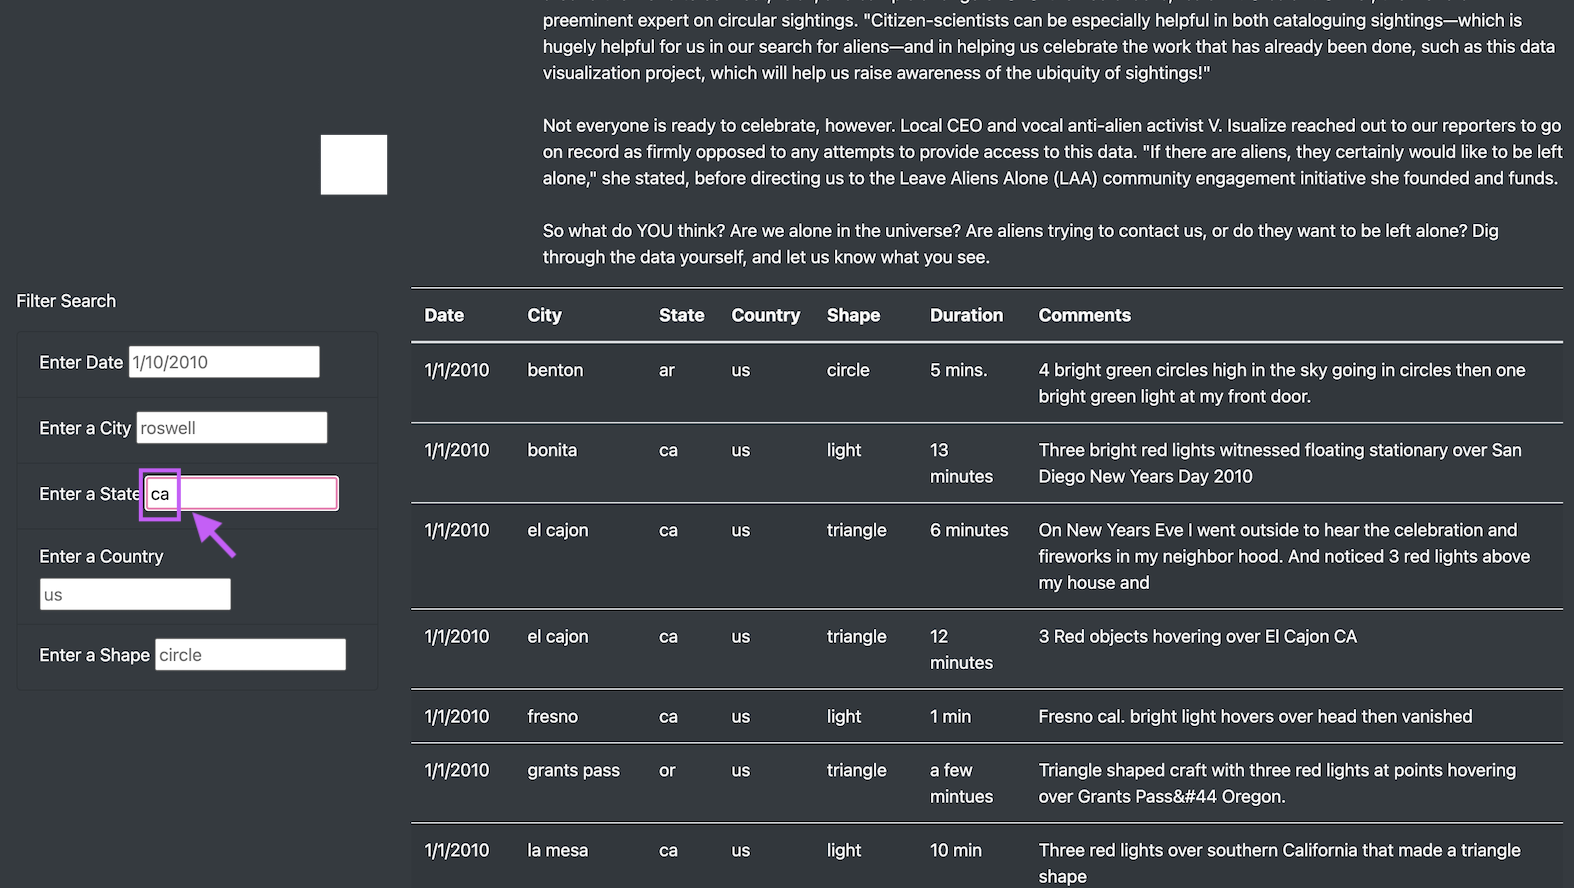 preeminent expert on circular sightings. "Citizen-scientists can be especially helpful in both cataloguing sightings—which is
hugely helpful for us in our search for aliens—and in helping us celebrate the work that has already been done, such as this data
visualization project, which will help us raise awareness of the ubiquity of sightings!"
Not everyone is ready to celebrate, however. Local CEO and vocal anti-alien activist V. Isualize reached out to our reporters to go
on record as firmly opposed to any attempts to provide access to this data. "If there are aliens, they certainly would like to be left
alone," she stated, before directing us to the Leave Aliens Alone (LAA) community engagement initiative she founded and funds.
So what do YOU think? Are we alone in the universe? Are aliens trying to contact us, or do they want to be left alone? Dig
through the data yourself, and let us know what you see.
Filter Search
Enter Date 1/10/2010
Enter a City roswell
Enter a State ca
Enter a Country
us
Enter a Shape circle
Date City State Country Shape Duration Comments
1/1/2010 benton ar us circle 5 mins. 4 bright green circles high in the sky going in circles then one
bright green light at my front door.
1/1/2010 bonita ca us light 13 Three bright red lights witnessed floating stationary over San
minutes Diego New Years Day 2010
1/1/2010 el cajon ca us triangle 6 minutes On New Years Eve I went outside to hear the celebration and
fireworks in my neighbor hood. And noticed 3 red lights above
my house and
1/1/2010 el cajon ca us triangle 12 3 Red objects hovering over El Cajon CA
minutes
1/1/2010 fresno ca us light 1 min Fresno cal. bright light hovers over head then vanished
1/1/2010 grants pass or us triangle a few Triangle shaped craft with three red lights at points hovering
mintues over Grants Pass&#44 Oregon.
1/1/2010 la mesa ca us light 10 min Three red lights over southern California that made a triangle
shape